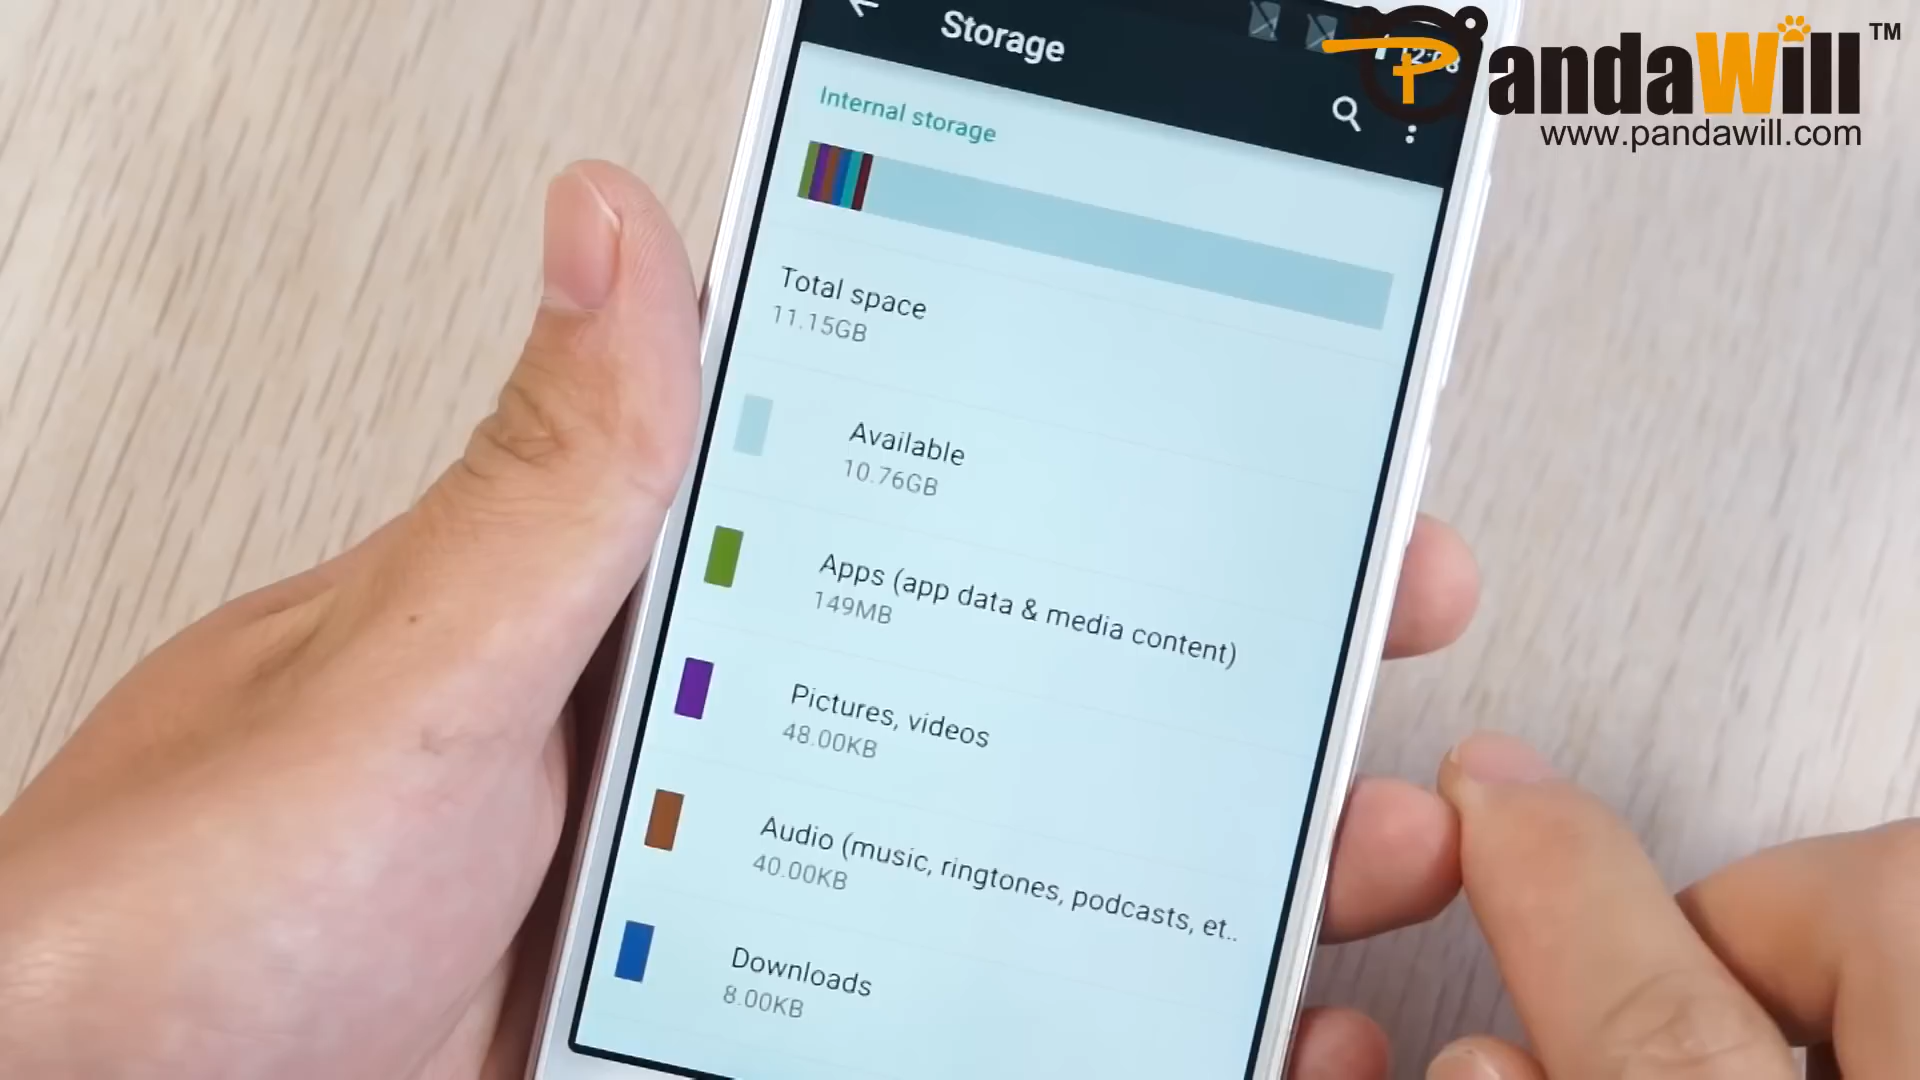 Storage
PandaWill™
www.pandawill.com
Internal storage
Total space
11.15GB
Available
10.76GB
Apps (app data & media content)
149MB
Pictures, videos
48.00KB
Audio (music, ringtones, podcasts, et..
40.00KB
Downloads
8.00KB